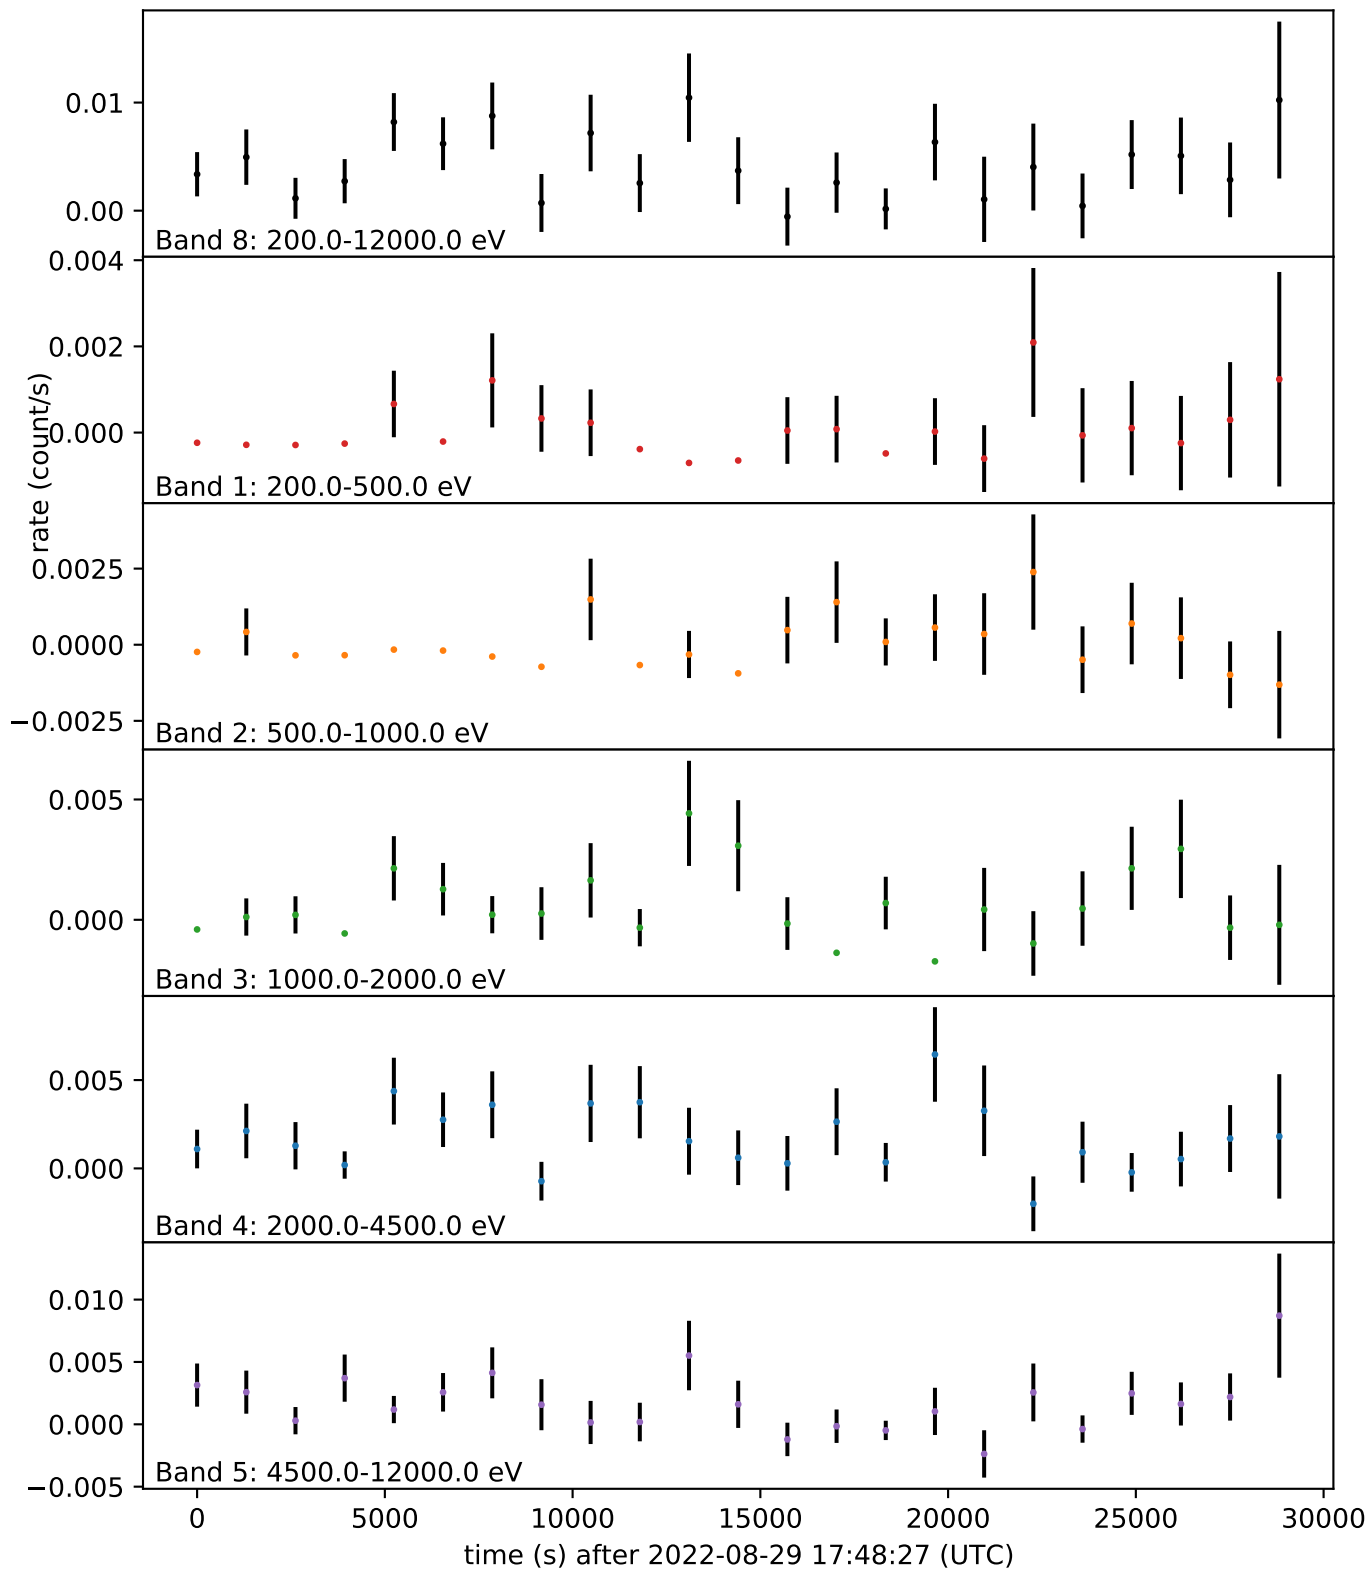 0.01
0.00
Band 8: 200.0-12000.0 eV
0.004
0.002
0.000
Band 1: 200.0-500.0 eV
rate (count/s)
0.0025
0.0000
−0.0025
Band 2: 500.0-1000.0 eV
0.005
0.000
Band 3: 1000.0-2000.0 eV
0.005
0.000
Band 4: 2000.0-4500.0 eV
0.010
0.005
0.000
−0.005
Band 5: 4500.0-12000.0 eV
0 5000 10000 15000 20000 25000 30000
time (s) after 2022-08-29 17:48:27 (UTC)